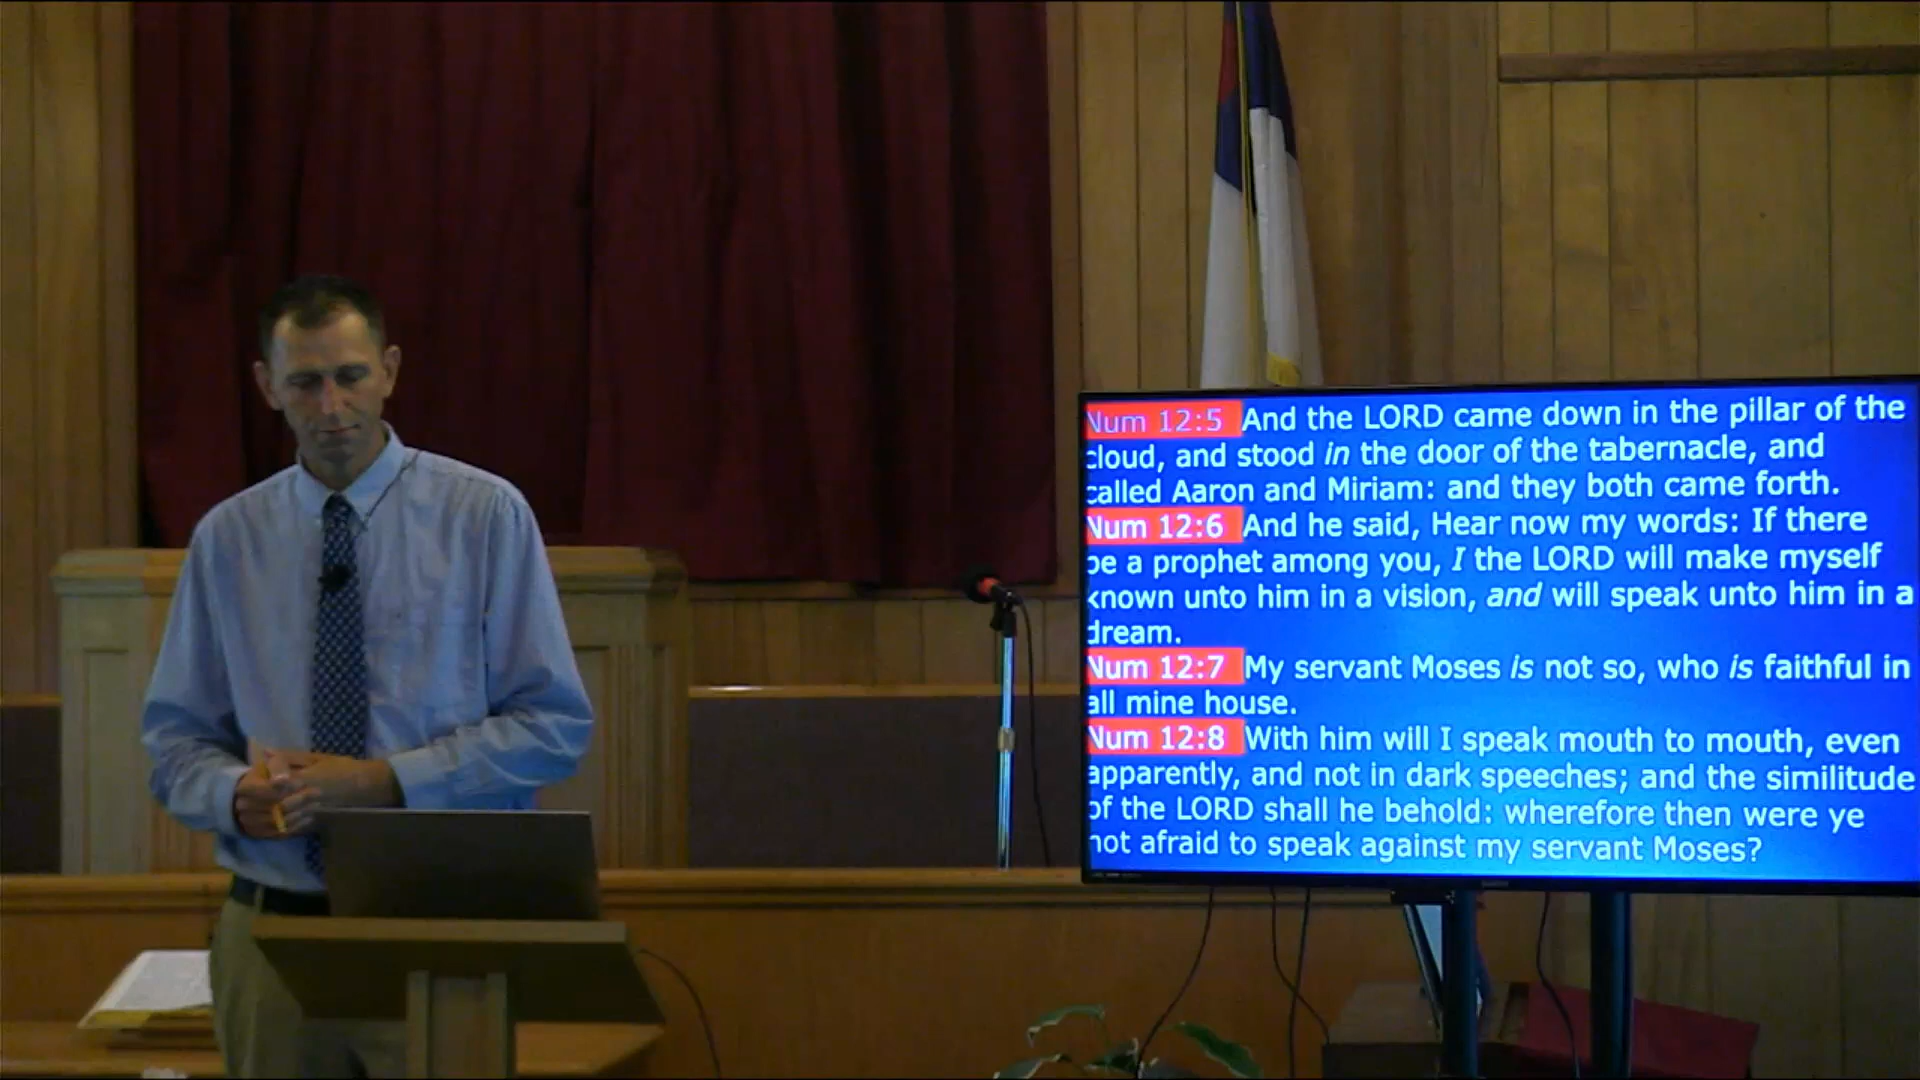 Num 12:5 And the LORD came down in the pillar of the
cloud, and stood in the door of the tabernacle, and
called Aaron and Miriam: and they both came forth.
Num 12:6 And he said, Hear now my words: If there
be a prophet among you, I the LORD will make myself
known unto him in a vision, and will speak unto him in a
dream.
Num 12:7 My servant Moses is not so, who is faithful in
all mine house.
Num 12:8 With him will I speak mouth to mouth, even
apparently, and not in dark speeches; and the similitude
of the LORD shall he behold: wherefore then were ye
not afraid to speak against my servant Moses?